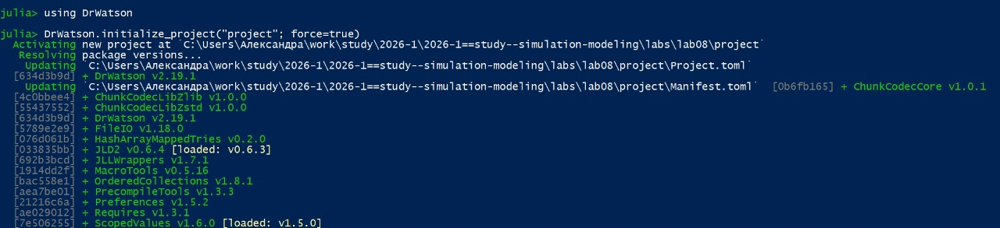 julia> using DrWatson
julia> DrWatson.initialize_project("project"; force=true)
Activating new project at `C:\Users\Александра\work\study\2026-1\2026-1==study--simulation-modeling\labs\lab08\project`
Resolving package versions...
Updating `C:\Users\Александра\work\study\2026-1\2026-1==study--simulation-modeling\labs\lab08\project\Project.toml`
[634d3b9d] + DrWatson v2.19.1
Updating `C:\Users\Александра\work\study\2026-1\2026-1==study--simulation-modeling\labs\lab08\project\Manifest.toml` [0b6fb165] + ChunkCodecCore v1.0.1
[4c0bbee4] + ChunkCodecLibZlib v1.0.0
[55437552] + ChunkCodecLibZstd v1.0.0
[634d3b9d] + DrWatson v2.19.1
[5789e2e9] + FileIO v1.18.0
[076d061b] + HashArrayMappedTries v0.2.0
[033835bb] + JLD2 v0.6.4 [loaded: v0.6.3]
[692b3bcd] + JLLWrappers v1.7.1
[1914dd2f] + MacroTools v0.5.16
[bac558e1] + OrderedCollections v1.8.1
[aea7be01] + PrecompileTools v1.3.3
[21216c6a] + Preferences v1.5.2
[ae029012] + Requires v1.3.1
[7e506255] + ScopedValues v1.6.0 [loaded: v1.5.0]